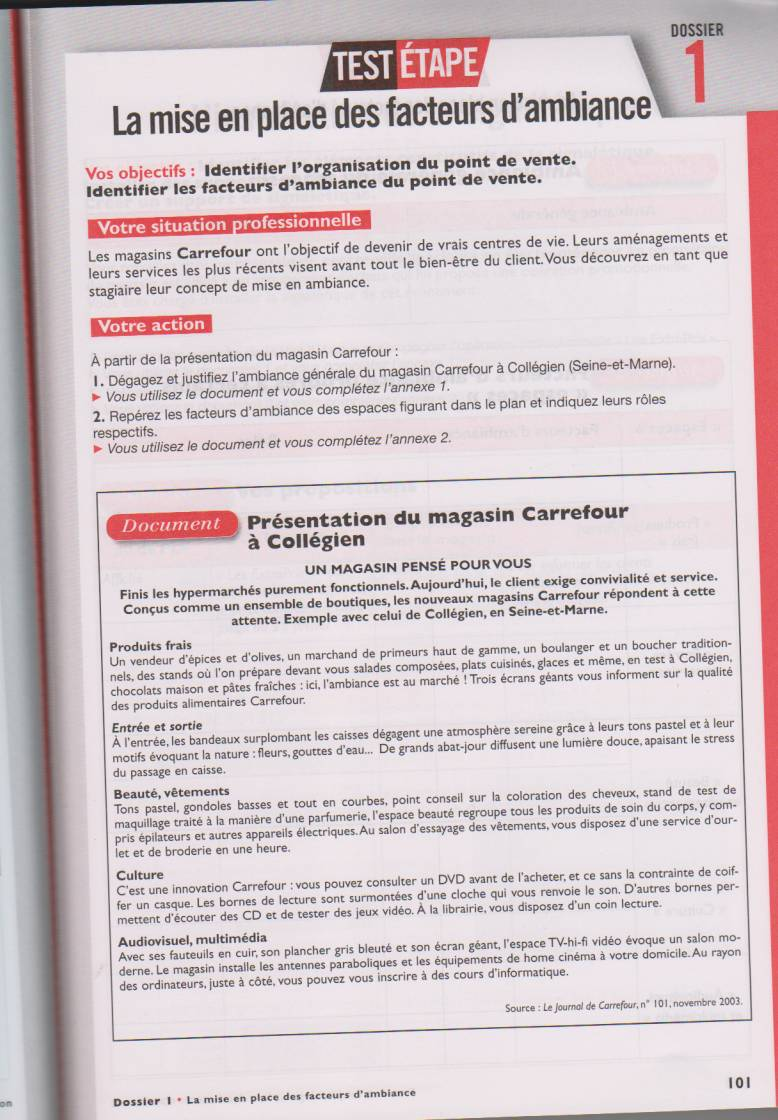 DOSSIER
1
TEST ÉTAPE
La mise en place des facteurs d'ambiance
Vos objectifs : Identifier l'organisation du point de vente.
Identifier les facteurs d'ambiance du point de vente.
Votre situation professionnelle
Les magasins Carrefour ont l'objectif de devenir de vrais centres de vie. Leurs aménagements et
leurs services les plus récents visent avant tout le bien-être du client. Vous découvrez en tant que
stagiaire leur concept de mise en ambiance.
Votre action
À partir de la présentation du magasin Carrefour :
1. Dégagez et justifiez l'ambiance générale du magasin Carrefour à Collégien (Seine-et-Marne).
▶ Vous utilisez le document et vous complétez l'annexe 1.
2. Repérez les facteurs d'ambiance des espaces figurant dans le plan et indiquez leurs rôles
respectifs.
▶ Vous utilisez le document et vous complétez l'annexe 2.
Document Présentation du magasin Carrefour
à Collégien
UN MAGASIN PENSÉ POUR VOUS
Finis les hypermarchés purement fonctionnels. Aujourd'hui, le client exige convivialité et service.
Conçus comme un ensemble de boutiques, les nouveaux magasins Carrefour répondent à cette
attente. Exemple avec celui de Collégien, en Seine-et-Marne.
Produits frais
Un vendeur d'épices et d'olives, un marchand de primeurs haut de gamme, un boulanger et un boucher tradition-
nels, des stands où l'on prépare devant vous salades composées, plats cuisinés, glaces et même, en test à Collégien,
chocolats maison et pâtes fraîches : ici, l'ambiance est au marché ! Trois écrans géants vous informent sur la qualité
des produits alimentaires Carrefour.
Entrée et sortie
À l'entrée, les bandeaux surplombant les caisses dégagent une atmosphère sereine grâce à leurs tons pastel et à leur
motifs évoquant la nature : fleurs, gouttes d'eau... De grands abat-jour diffusent une lumière douce, apaisant le stress
du passage en caisse.
Beauté, vêtements
Tons pastel, gondoles basses et tout en courbes, point conseil sur la coloration des cheveux, stand de test de
maquillage traité à la manière d'une parfumerie, l'espace beauté regroupe tous les produits de soin du corps, y com-
pris épilateurs et autres appareils électriques. Au salon d'essayage des vêtements, vous disposez d'une service d'our-
let et de broderie en une heure.
Culture
C'est une innovation Carrefour : vous pouvez consulter un DVD avant de l'acheter, et ce sans la contrainte de coif-
fer un casque. Les bornes de lecture sont surmontées d'une cloche qui vous renvoie le son. D'autres bornes per-
mettent d'écouter des CD et de tester des jeux vidéo. À la librairie, vous disposez d'un coin lecture.
Audiovisuel, multimédia
Avec ses fauteuils en cuir, son plancher gris bleuté et son écran géant, l'espace TV-hi-fi vidéo évoque un salon mo-
derne. Le magasin installe les antennes paraboliques et les équipements de home cinéma à votre domicile. Au rayon
des ordinateurs, juste à côté, vous pouvez vous inscrire à des cours d'informatique.
Source : Le Journal de Carrefour, n° 101, novembre 2003.
Dossier 1 • La mise en place des facteurs d'ambiance
101